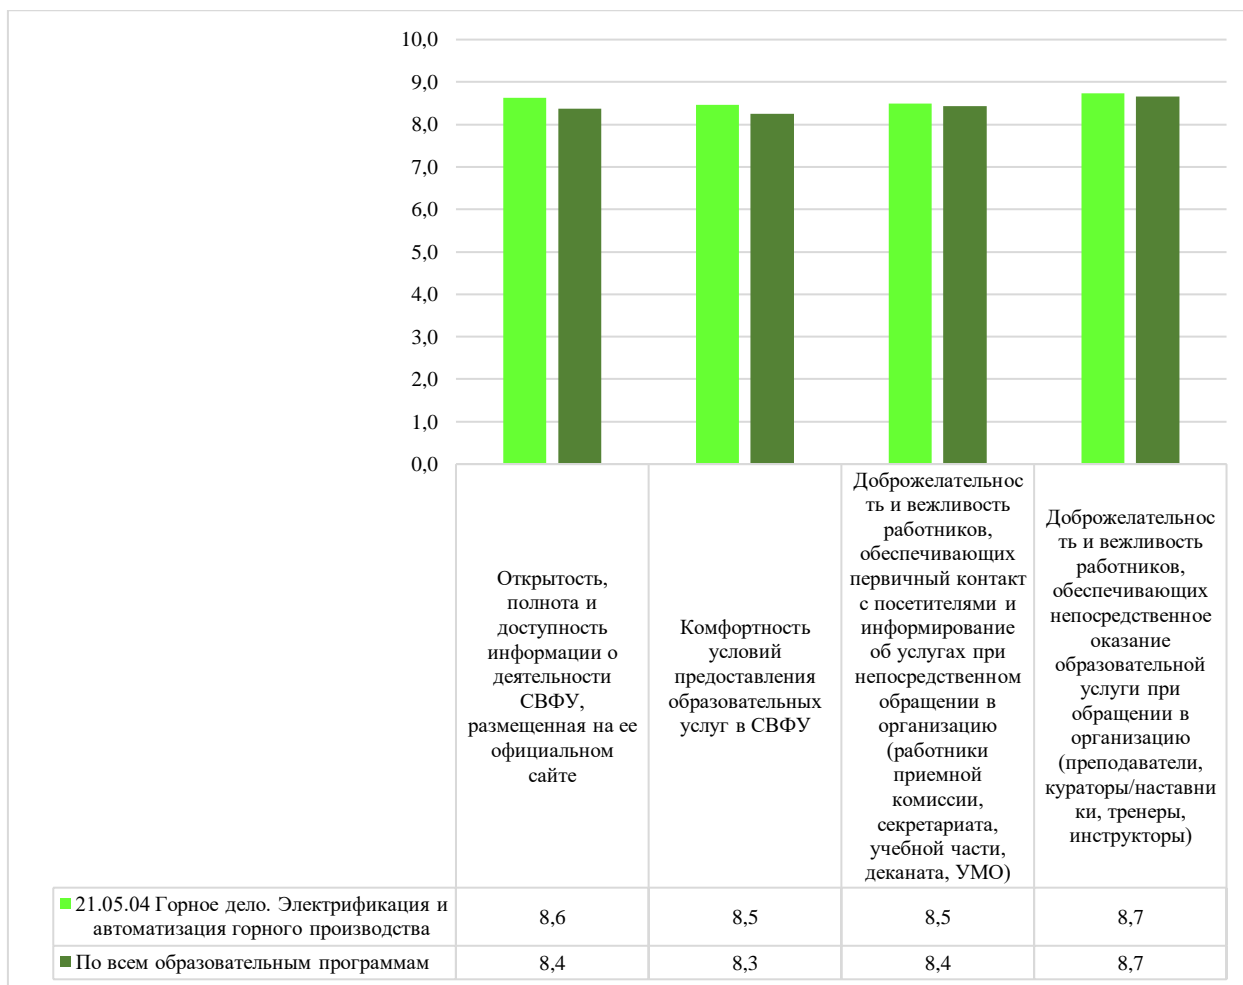 10,0
9,0
8,0
7,0
6,0
5,0
4,0
3,0
2,0
1,0
0,0
Открытость,
полнота и
доступность
информации о
деятельности
СВФУ,
размещенная на ее
официальном
сайте
Комфортность
условий
предоставления
образовательных
услуг в СВФУ
Доброжелательнос
ть и вежливость
работников,
обеспечивающих
первичный контакт
с посетителями и
информирование
об услугах при
непосредственном
обращении в
организацию
(работники
приемной
комиссии,
секретариата,
учебной части,
деканата, УМО)
Доброжелательнос
ть и вежливость
работников,
обеспечивающих
непосредственное
оказание
образовательной
услуги при
обращении в
организацию
(преподаватели,
кураторы/наставни
ки, тренеры,
инструкторы)
21.05.04 Горное дело. Электрификация и
автоматизация горного производства
8,6 8,5 8,5 8,7
По всем образовательным программам 8,4 8,3 8,4 8,7